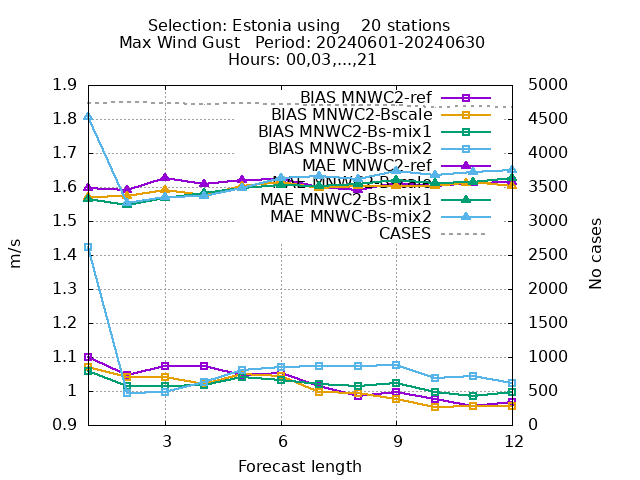 Selection: Estonia using 20 stations
Max Wind Gust Period: 20240601-20240630
Hours: 00,03,...,21
1.9
1.8
1.7
1.6
1.5
1.4
1.3
1.2
1.1
1
0.9
5000
4500
4000
3500
3000
2500
2000
1500
1000
500
0
BIAS MNWC2-ref
BIAS MNWC2-Bscale
BIAS MNWC2-Bs-mix1
BIAS MNWC-Bs-mix2
MAE MNWC2-ref
MAE MNWC2-Bscale
MAE MNWC2-Bs-mix1
MAE MNWC-Bs-mix2
CASES
m/s
No cases
3
6
9
12
Forecast length